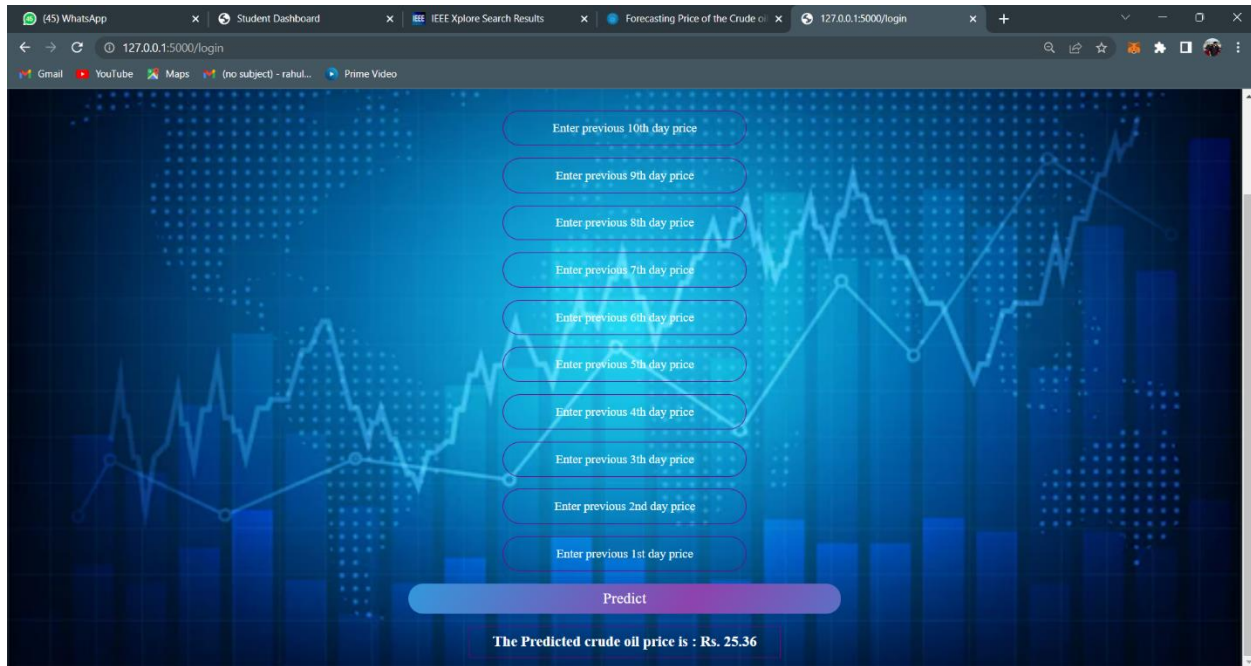 (45) WhatsApp
Student Dashboard
IEEE IEEE Xplore Search Results
Forecasting Price of the Crude oi
127.0.0.1:5000/login
127.0.0.1:5000/login
Gmail
YouTube
Maps
(no subject) - rahul...
Prime Video
Enter previous 10th day price
Enter previous 9th day price
Enter previous 8th day price
Enter previous 7th day price
Enter previous 6th day price
Enter previous 5th day price
Enter previous 4th day price
Enter previous 3th day price
Enter previous 2nd day price
Enter previous 1st day price
Predict
The Predicted crude oil price is : Rs. 25.36